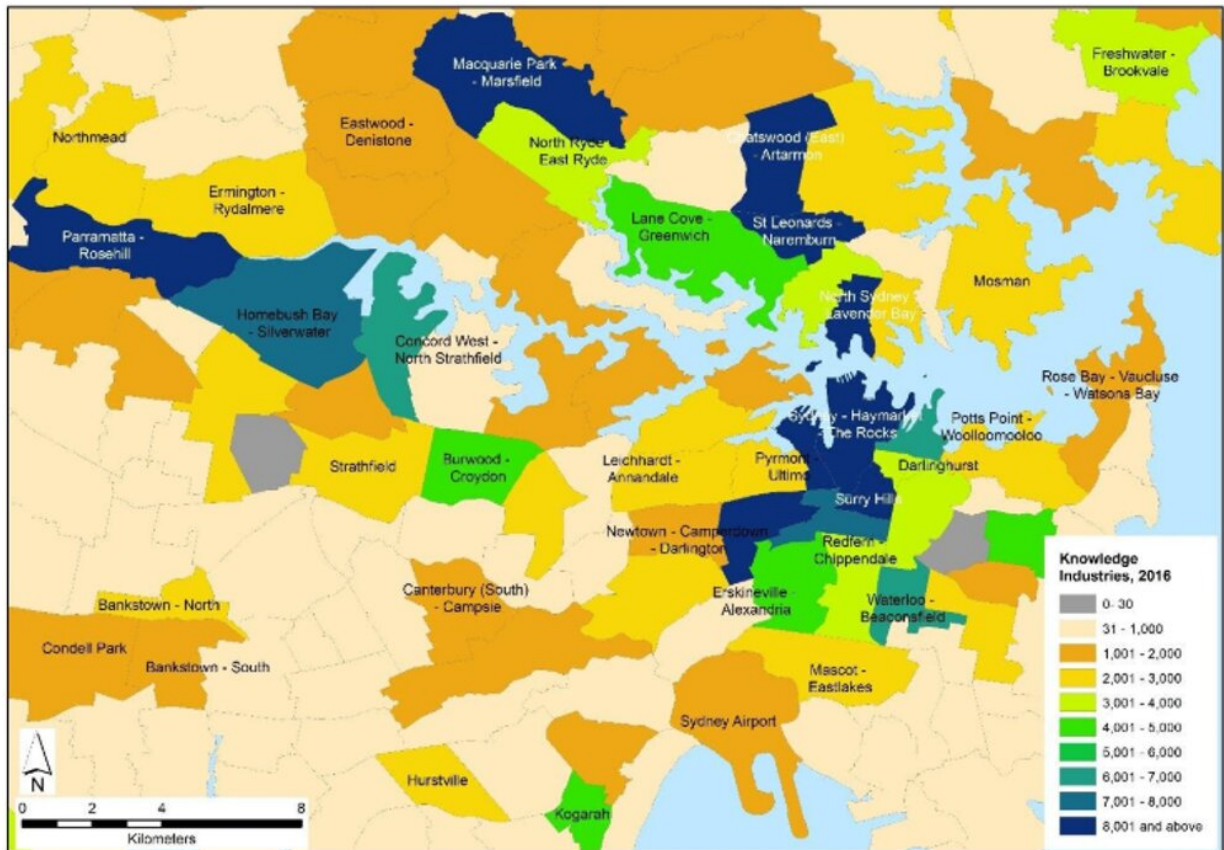 Freshwater -
Brookvale
Macquarie Park
- Marsfield
Northmead
Eastwood -
Denistone
North Ryde -
East Ryde
Chatswood (East)
- Artarmon
Ermington -
Rydalmere
Lane Cove -
Greenwich
St Leonards -
Naremburn
Parramatta -
Rosehill
Mosman
Homebush Bay
- Silverwater
North Sydney -
Lavender Bay
Concord West -
North Strathfield
Rose Bay - Vaucluse
- Watsons Bay
Sydney - Haymarket
- The Rocks
Potts Point -
Woolloomooloo
Strathfield
Burwood -
Croydon
Leichhardt -
Annandale
Pyrmont -
Ultimo
Darlinghurst
Surry Hills
Newtown - Camperdown
- Darlington
Redfern -
Chippendale
Canterbury (South)
- Campsie
Erskineville -
Alexandria
Waterloo -
Beaconsfield
Bankstown - North
Condell Park
Bankstown - South
Mascot -
Eastlakes
Sydney Airport
Hurstville
Kogarah
N
0 2 4 8
Kilometers
Knowledge
Industries, 2016
0- 30
31 - 1,000
1,001 - 2,000
2,001 - 3,000
3,001 - 4,000
4,001 - 5,000
5,001 - 6,000
6,001 - 7,000
7,001 - 8,000
8,001 and above